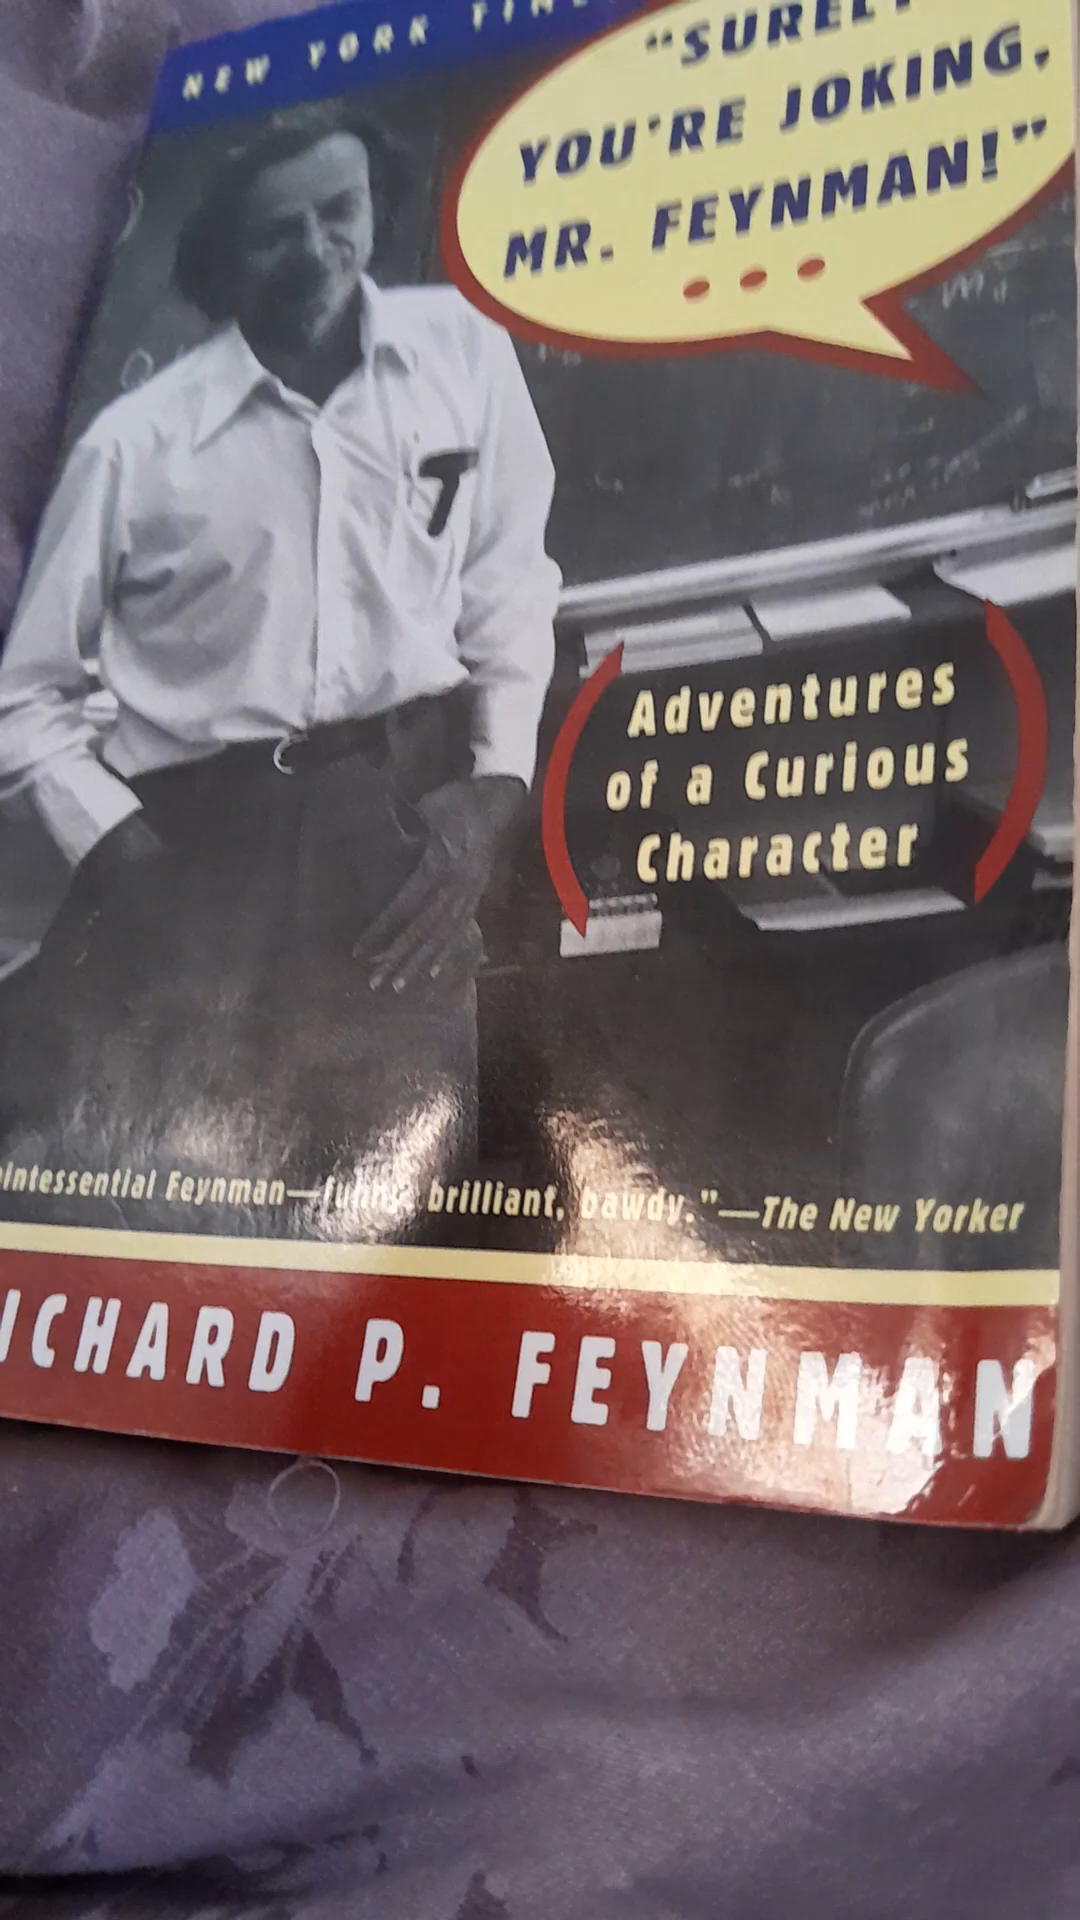 NEW YORK TIM
"SURELY
YOU'RE JOKING,
MR. FEYNMAN!"
Adventures
of a Curious
Character
intessential Feynman—funny, brilliant, bawdy."—The New Yorker
ICHARD P. FEYNMAN